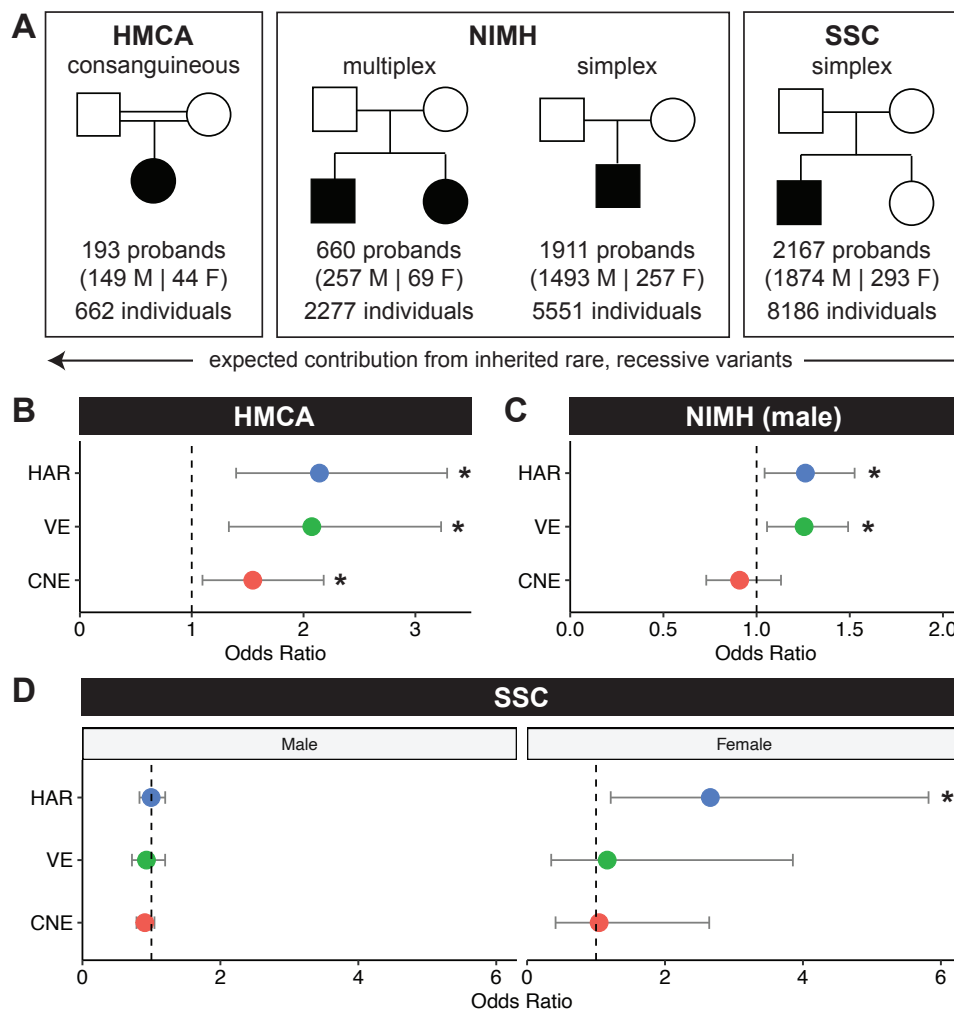 A
HMCA
consanguineous
193 probands
(149 M | 44 F)
662 individuals
NIMH
multiplex
660 probands
(257 M | 69 F)
2277 individuals
simplex
1911 probands
(1493 M | 257 F)
5551 individuals
SSC
simplex
2167 probands
(1874 M | 293 F)
8186 individuals
expected contribution from inherited rare, recessive variants
B
HMCA
HAR
*
VE
*
CNE
*
0 1 2 3
Odds Ratio
C
NIMH (male)
HAR
*
VE
*
CNE
0.0 0.5 1.0 1.5 2.0
Odds Ratio
D
SSC
Male Female
HAR
*
VE
CNE
0 2 4 6 0 2 4 6
Odds Ratio